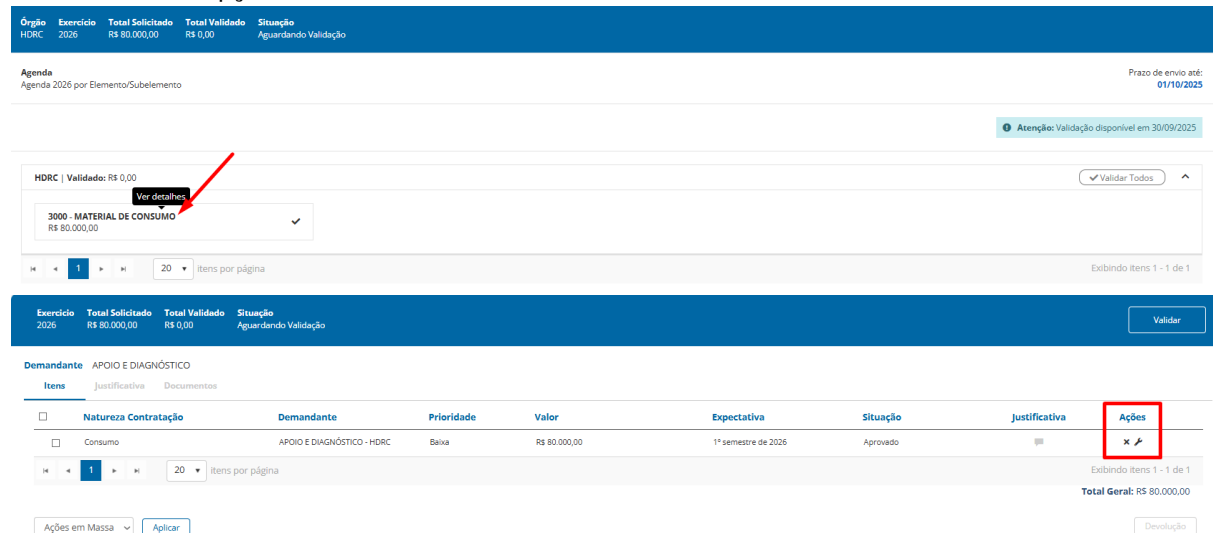 Órgão Exercício Total Solicitado Total Validado Situação
HDRC 2026 R$ 80.000,00 R$ 0,00 Aguardando Validação
Agenda
Agenda 2026 por Elemento/Subelemento
Prazo de envio até:
01/10/2025
Atenção: Validação disponível em 30/09/2025
HDRC | Validado: R$ 0,00
Validar Todos
Ver detalhes
3000 - MATERIAL DE CONSUMO
R$ 80.000,00
1 20 itens por página Exibindo itens 1 - 1 de 1
Exercício Total Solicitado Total Validado Situação
2026 R$ 80.000,00 R$ 0,00 Aguardando Validação
Validar
Demandante APOIO E DIAGNÓSTICO
Itens Justificativa Documentos
Natureza Contratação Demandante Prioridade Valor Expectativa Situação Justificativa Ações
Consumo APOIO E DIAGNÓSTICO - HDRC Baixa R$ 80.000,00 1º semestre de 2026 Aprovado
1 20 itens por página Exibindo itens 1 - 1 de 1
Total Geral: R$ 80.000,00
Ações em Massa Aplicar Devolução